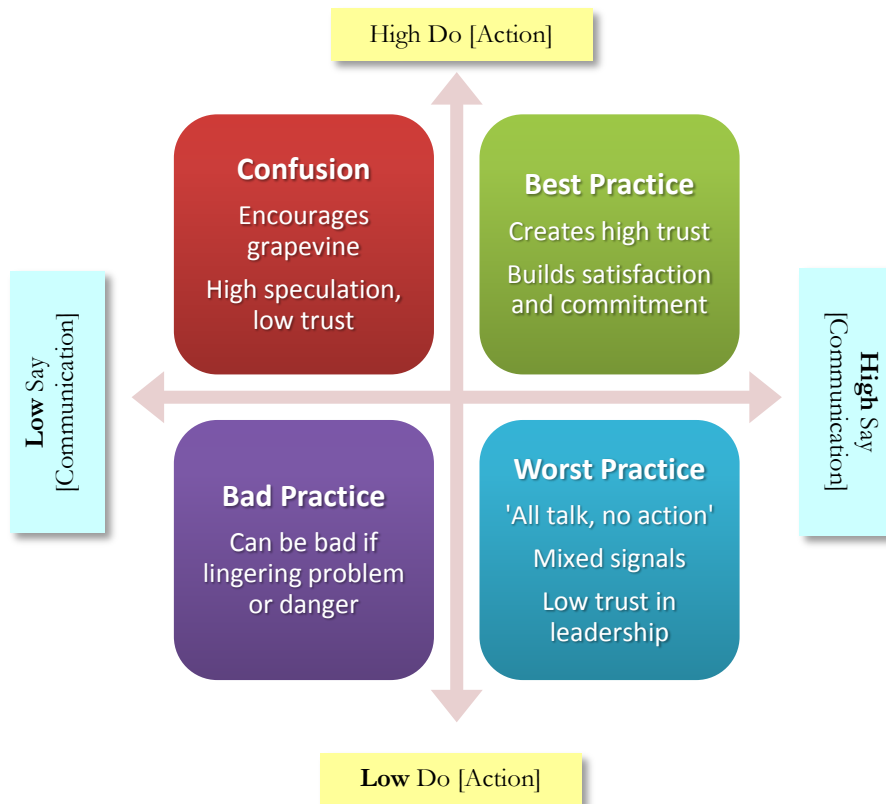 High Do [Action]
Confusion
Encourages
grapevine
High speculation,
low trust
Best Practice
Creates high trust
Builds satisfaction
and commitment
Low Say
[Communication]
High Say
[Communication]
Bad Practice
Can be bad if
lingering problem
or danger
Worst Practice
'All talk, no action'
Mixed signals
Low trust in
leadership
Low Do [Action]